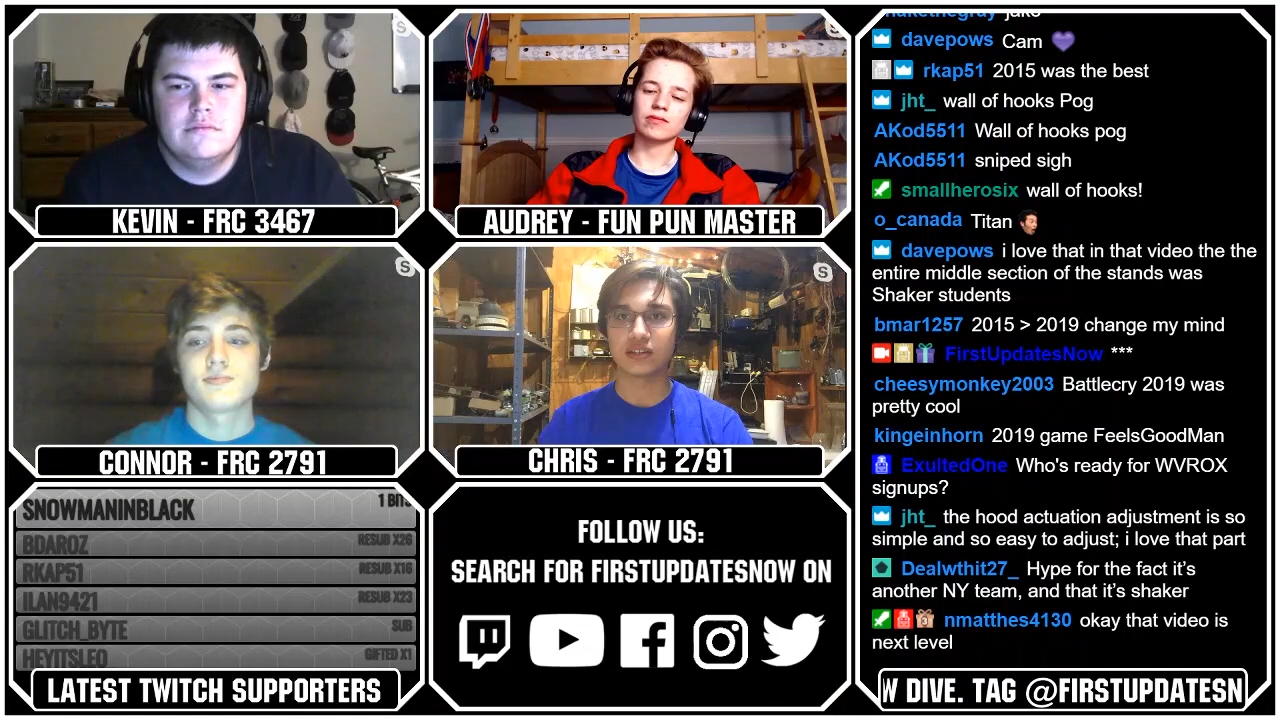 KEVIN - FRC 3467
AUDREY - FUN PUN MASTER
CONNOR - FRC 2791
CHRIS - FRC 2791
SNOWMANINBLACK 1 BITS
BDAROZ RESUB X26
RKAP51 RESUB X16
ILAN9421 RESUB X23
GLITCH_BYTE SUB
HEYITSLEO GIFTED X1
LATEST TWITCH SUPPORTERS
FOLLOW US:
SEARCH FOR FIRSTUPDATESNOW ON
davepows Cam
rkap51 2015 was the best
jht_ wall of hooks Pog
AKod5511 Wall of hooks pog
AKod5511 sniped sigh
smallherosix wall of hooks!
o_canada Titan
davepows i love that in that video the the
entire middle section of the stands was
Shaker students
bmar1257 2015 > 2019 change my mind
FirstUpdatesNow ***
cheesymonkey2003 Battlecry 2019 was
pretty cool
kingeinhorn 2019 game FeelsGoodMan
ExultedOne Who's ready for WVROX
signups?
jht_ the hood actuation adjustment is so
simple and so easy to adjust; i love that part
Dealwthit27_ Hype for the fact it's
another NY team, and that it's shaker
nmatthes4130 okay that video is
next level
W DIVE. TAG @FIRSTUPDATESN